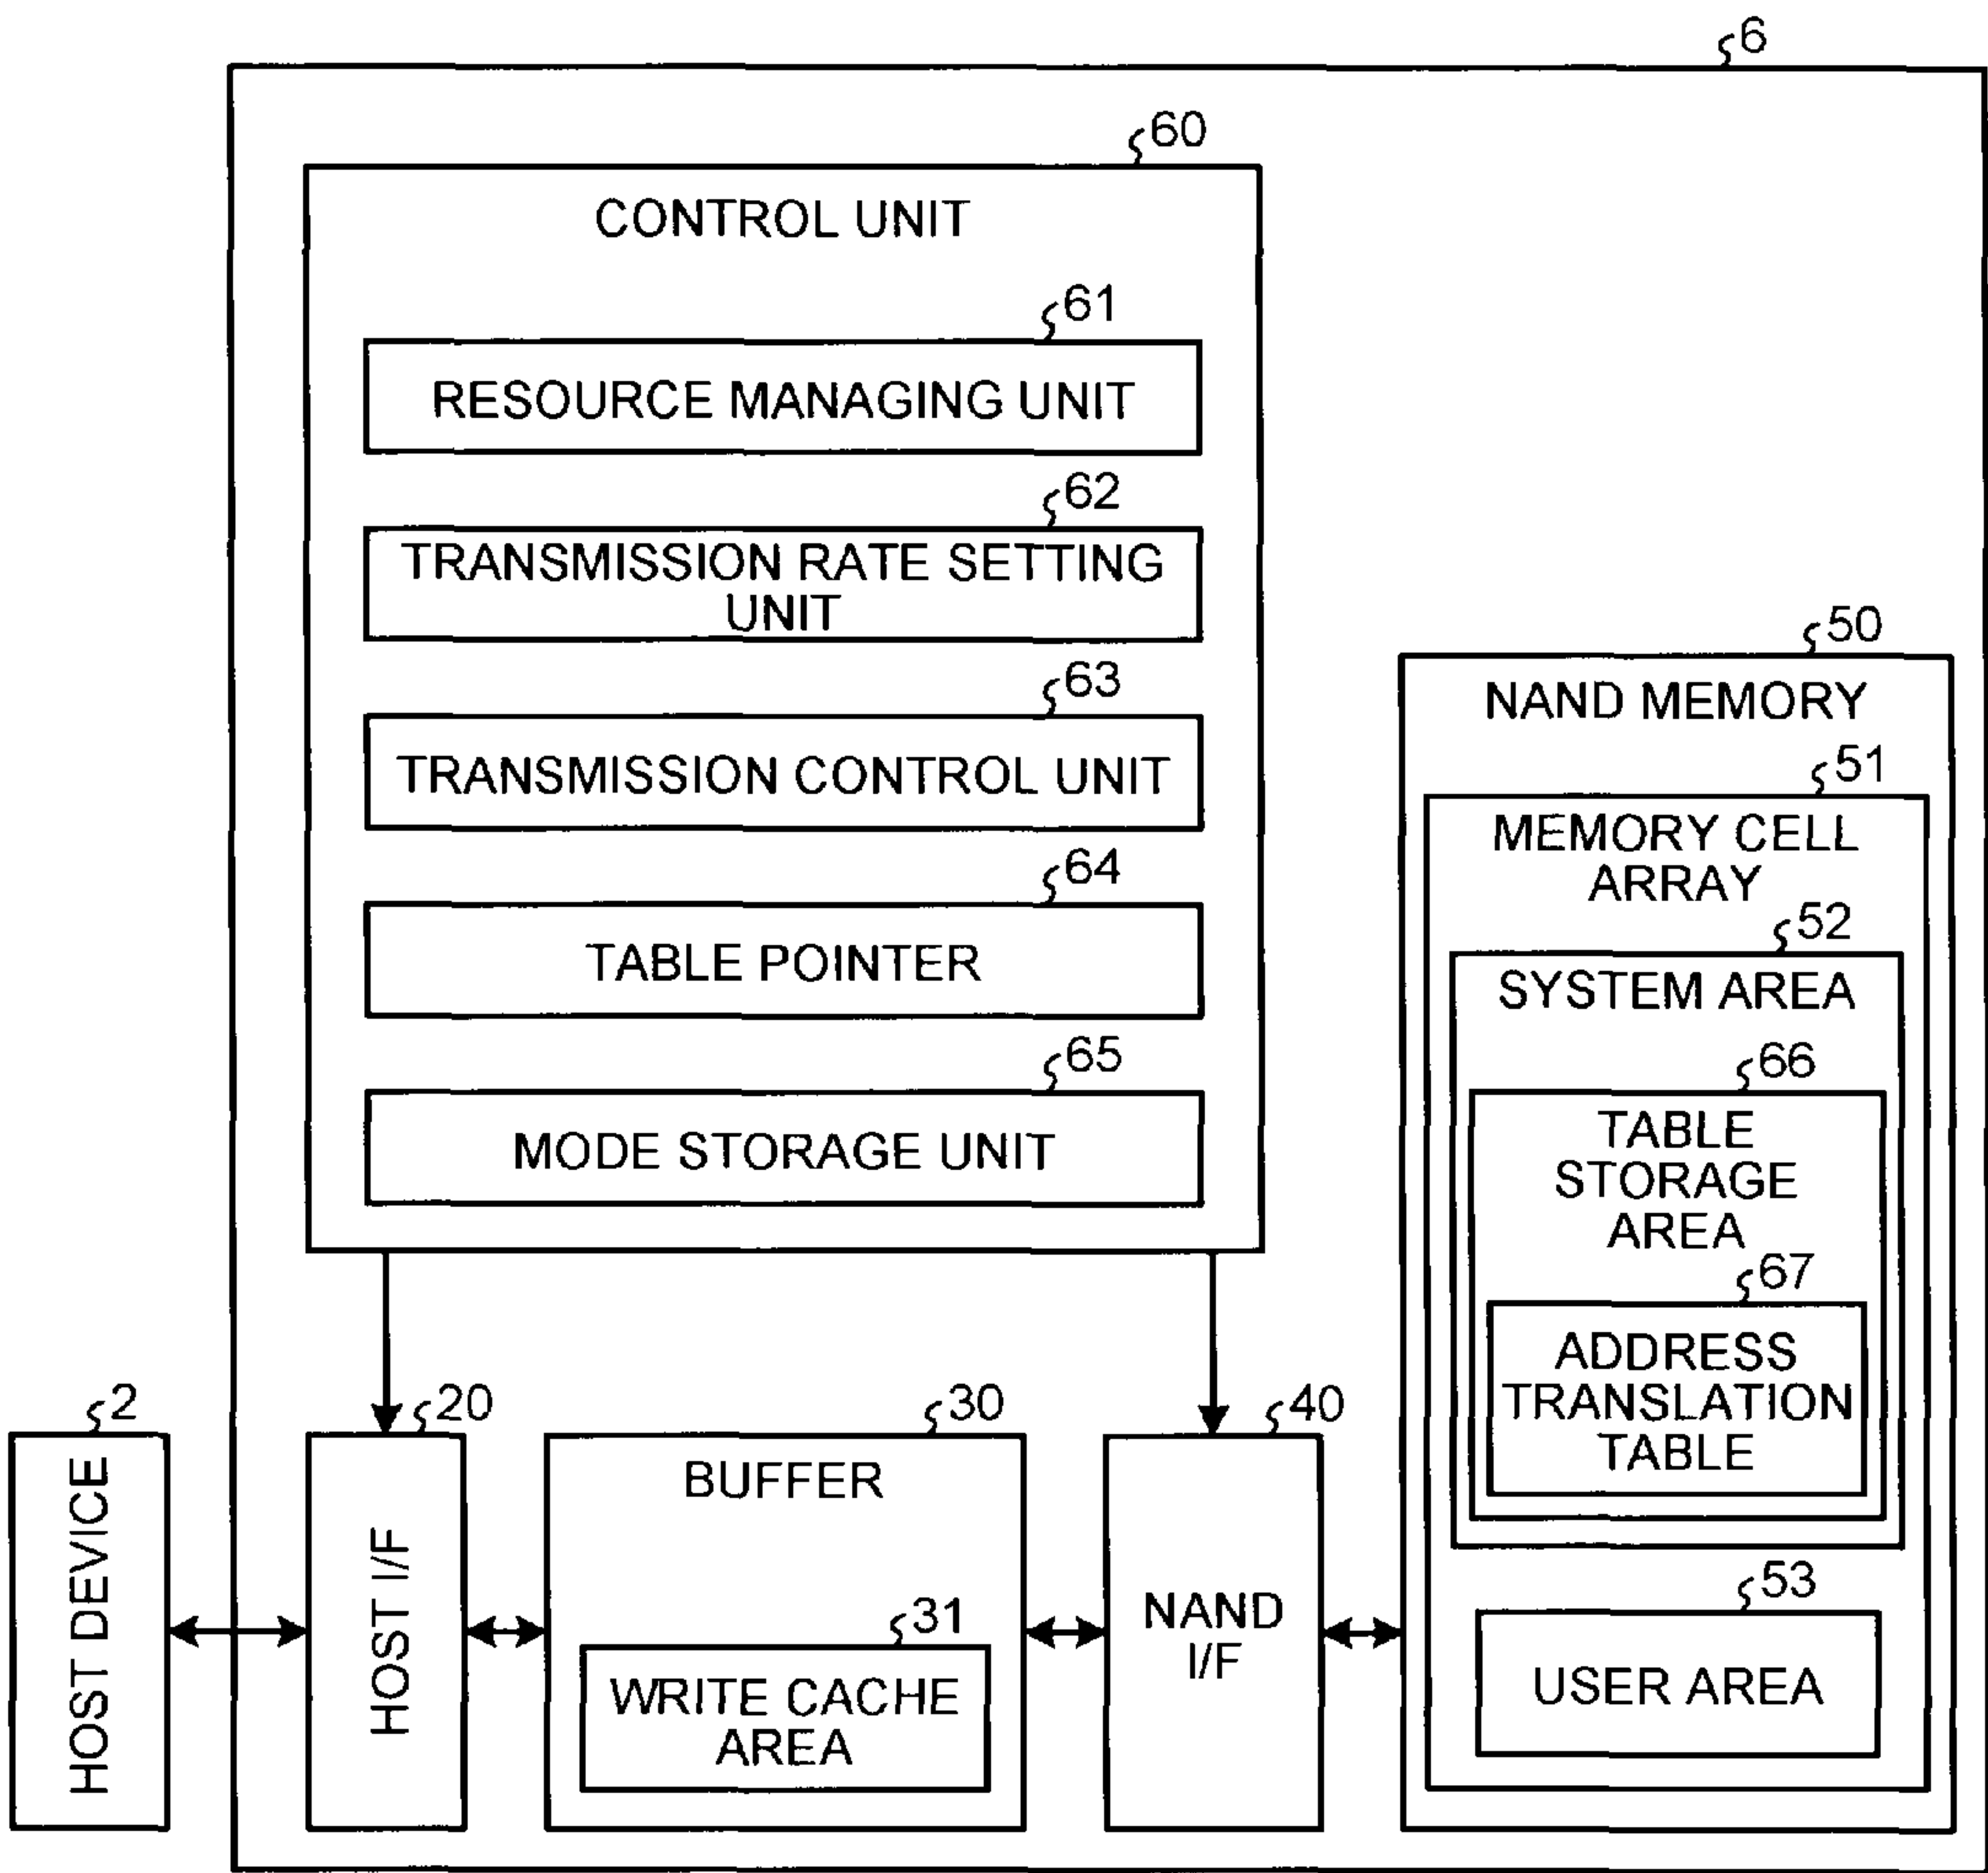 6
60
CONTROL UNIT
61
RESOURCE MANAGING UNIT
62
TRANSMISSION RATE SETTING
UNIT
63
TRANSMISSION CONTROL UNIT
64
TABLE POINTER
65
MODE STORAGE UNIT
50
NAND MEMORY
51
MEMORY CELL
ARRAY
52
SYSTEM AREA
66
TABLE
STORAGE
AREA
67
ADDRESS
TRANSLATION
TABLE
53
USER AREA
2
HOST DEVICE
20
HOST I/F
30
BUFFER
31
WRITE CACHE
AREA
40
NAND
I/F